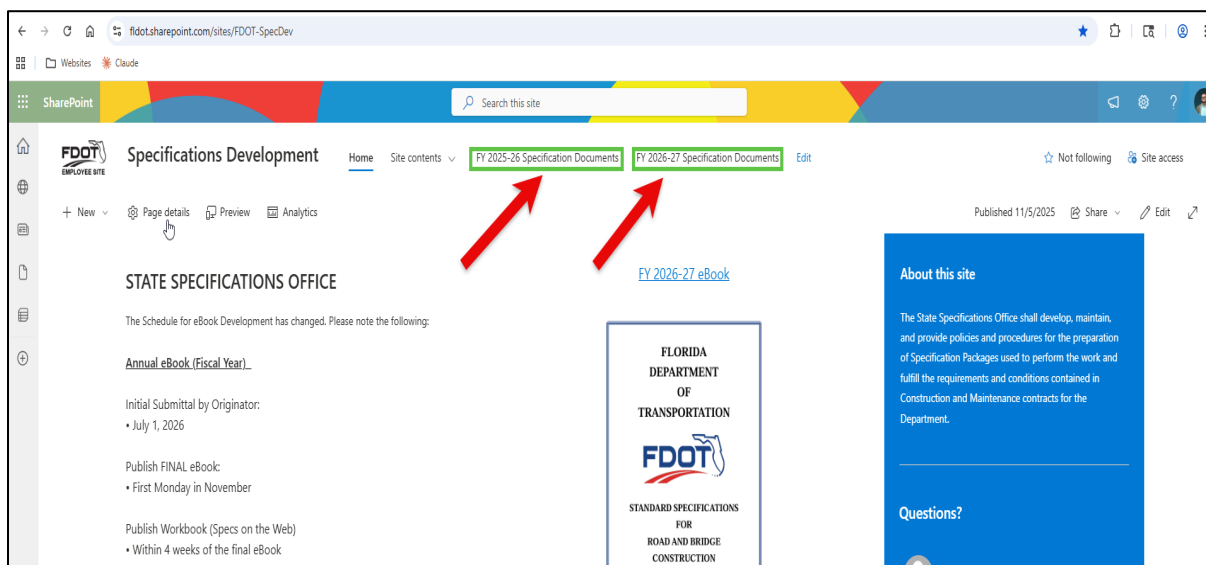 fldot.sharepoint.com/sites/FDOT-SpecDev
Websites Claude
SharePoint
Search this site
?
FDOT
EMPLOYEE SITE
Specifications Development
Home Site contents FY 2025-26 Specification Documents FY 2026-27 Specification Documents Edit
Not following Site access
+ New Page details Preview Analytics
Published 11/5/2025 Share Edit
STATE SPECIFICATIONS OFFICE
The Schedule for eBook Development has changed. Please note the following:
Annual eBook (Fiscal Year)
Initial Submittal by Originator:
• July 1, 2026
Publish FINAL eBook:
• First Monday in November
Publish Workbook (Specs on the Web)
• Within 4 weeks of the final eBook
FY 2026-27 eBook
FLORIDA
DEPARTMENT
OF
TRANSPORTATION
FDOT
STANDARD SPECIFICATIONS
FOR
ROAD AND BRIDGE
CONSTRUCTION
About this site
The State Specifications Office shall develop, maintain,
and provide policies and procedures for the preparation
of Specification Packages used to perform the work and
fulfill the requirements and conditions contained in
Construction and Maintenance contracts for the
Department.
Questions?